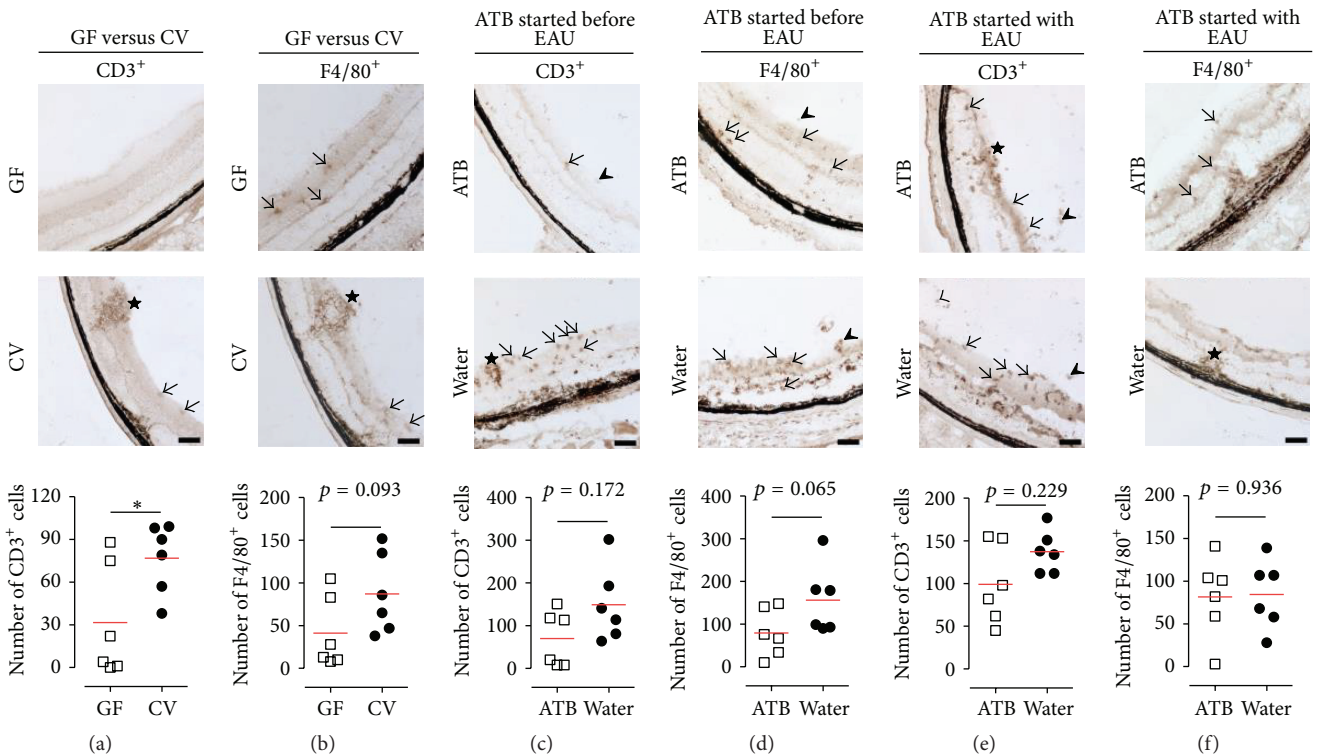 GF versus CV
CD3⁺
GF versus CV
F4/80⁺
ATB started before
EAU
CD3⁺
ATB started before
EAU
F4/80⁺
ATB started with
EAU
CD3⁺
ATB started with
EAU
F4/80⁺
GF
GF
ATB
ATB
ATB
ATB
CV
CV
Water
Water
Water
Water
Number of CD3⁺ cells
120
90
60
30
0
*
GF CV
(a)
Number of F4/80⁺ cells
200
150
100
50
0
p = 0.093
GF CV
(b)
Number of CD3⁺ cells
400
300
200
100
0
p = 0.172
ATB Water
(c)
Number of F4/80⁺ cells
400
300
200
100
0
p = 0.065
ATB Water
(d)
Number of CD3⁺ cells
200
150
100
50
0
p = 0.229
ATB Water
(e)
Number of F4/80⁺ cells
200
150
100
50
0
p = 0.936
ATB Water
(f)